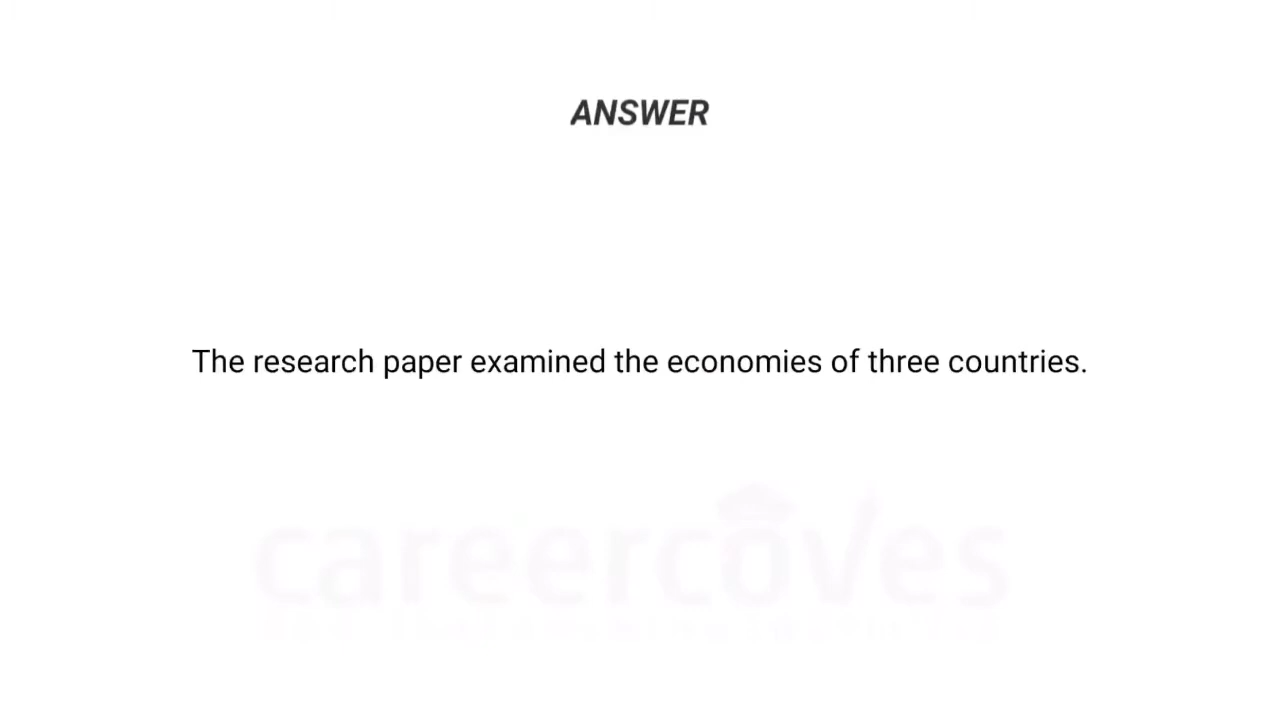 ANSWER
The research paper examined the economies of three countries.
careercoves